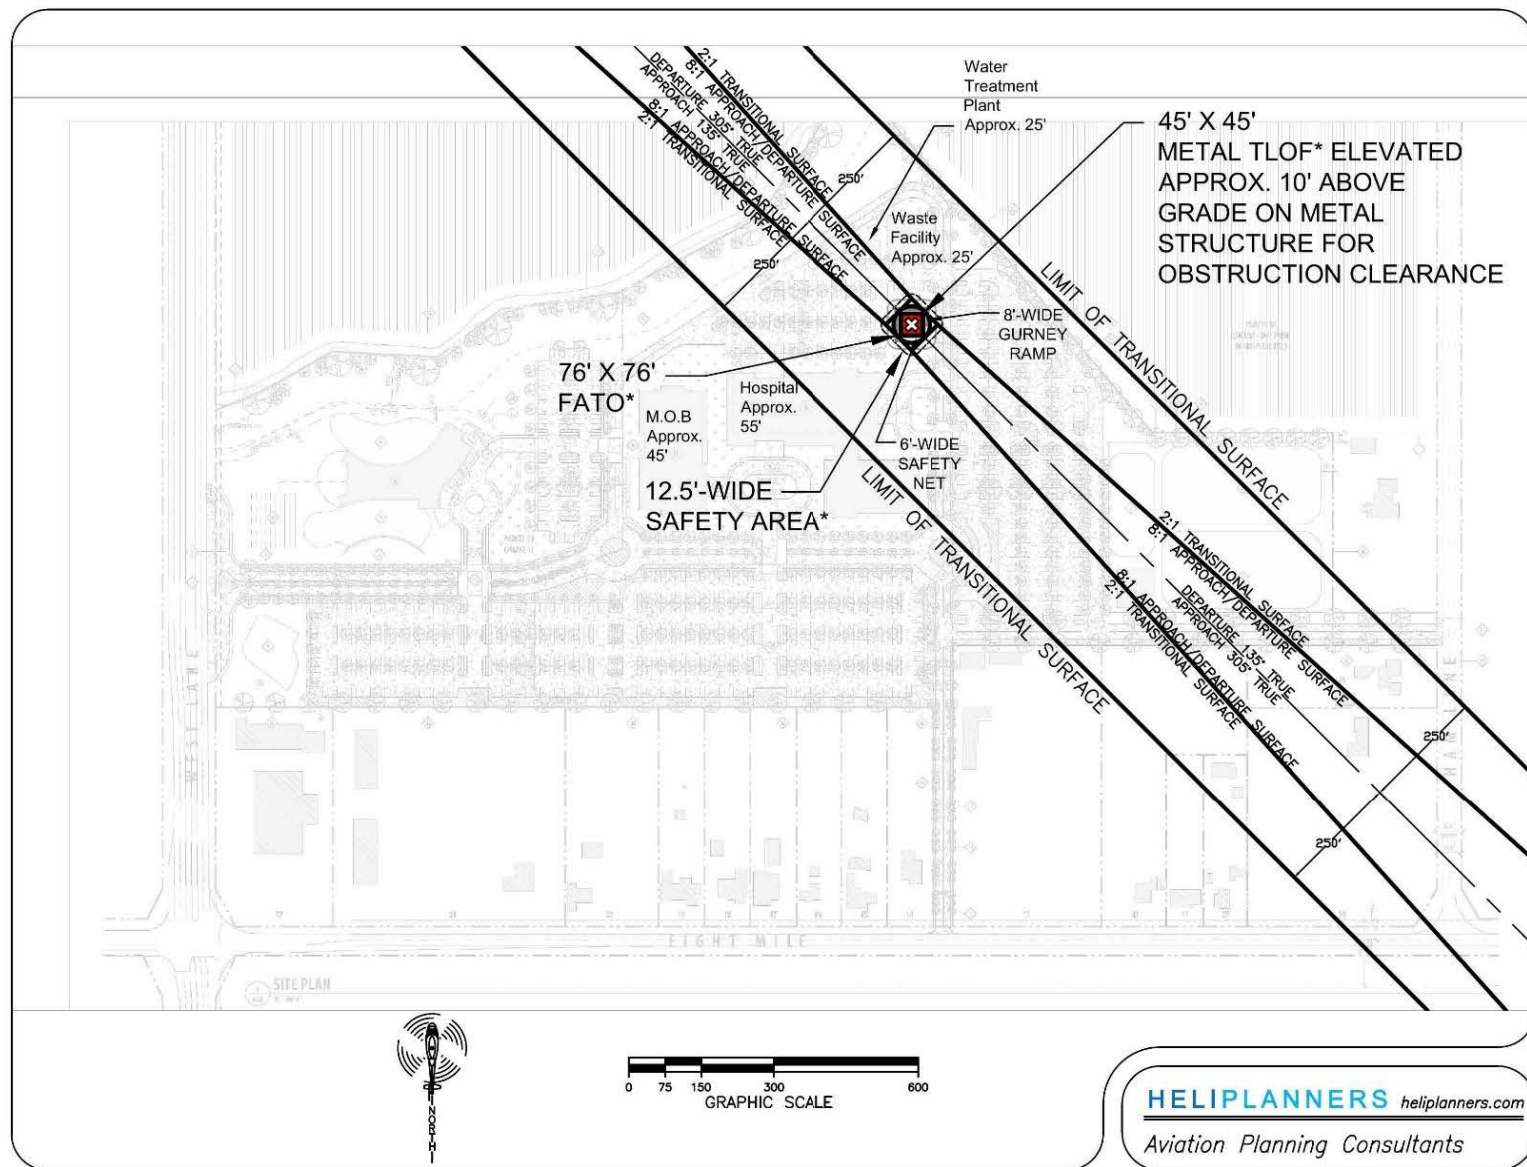 2:1 TRANSITIONAL SURFACE
8:1 APPROACH/DEPARTURE SURFACE
DEPARTURE 305° TRUE
APPROACH 135° TRUE
8:1 APPROACH/DEPARTURE SURFACE
2:1 TRANSITIONAL SURFACE
250'
250'
Water
Treatment
Plant
Approx. 25'
45' X 45'
METAL TLOF* ELEVATED
APPROX. 10' ABOVE
GRADE ON METAL
STRUCTURE FOR
OBSTRUCTION CLEARANCE
Waste
Facility
Approx. 25'
LIMIT OF TRANSITIONAL SURFACE
8'-WIDE
GURNEY
RAMP
76' X 76'
FATO*
Hospital
Approx.
55'
M.O.B
Approx.
45'
6'-WIDE
SAFETY
NET
12.5'-WIDE
SAFETY AREA*
LIMIT OF TRANSITIONAL SURFACE
2:1 TRANSITIONAL SURFACE
8:1 APPROACH/DEPARTURE SURFACE
DEPARTURE 135° TRUE
APPROACH 305° TRUE
8:1 APPROACH/DEPARTURE SURFACE
2:1 TRANSITIONAL SURFACE
250'
250'
WEST LANE
EIGHT MILE
SITE PLAN
NORTH
0 75 150 300 600
GRAPHIC SCALE
HELIPLANNERS heliplanners.com
Aviation Planning Consultants